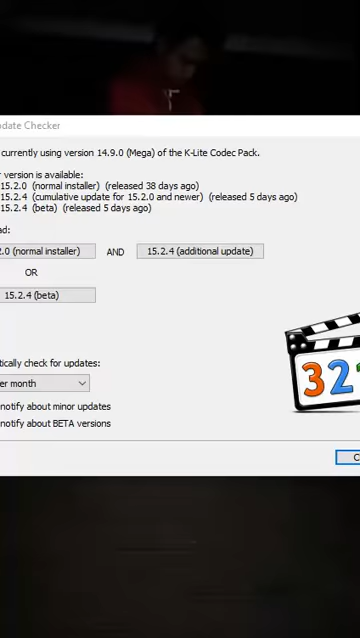 date Checker
currently using version 14.9.0 (Mega) of the K-Lite Codec Pack.
r version is available:
15.2.0 (normal installer) (released 38 days ago)
15.2.4 (cumulative update for 15.2.0 and newer) (released 5 days ago)
15.2.4 (beta) (released 5 days ago)
ad:
2.0 (normal installer) AND 15.2.4 (additional update)
OR
15.2.4 (beta)
tically check for updates:
er month
notify about minor updates
notify about BETA versions
321
C